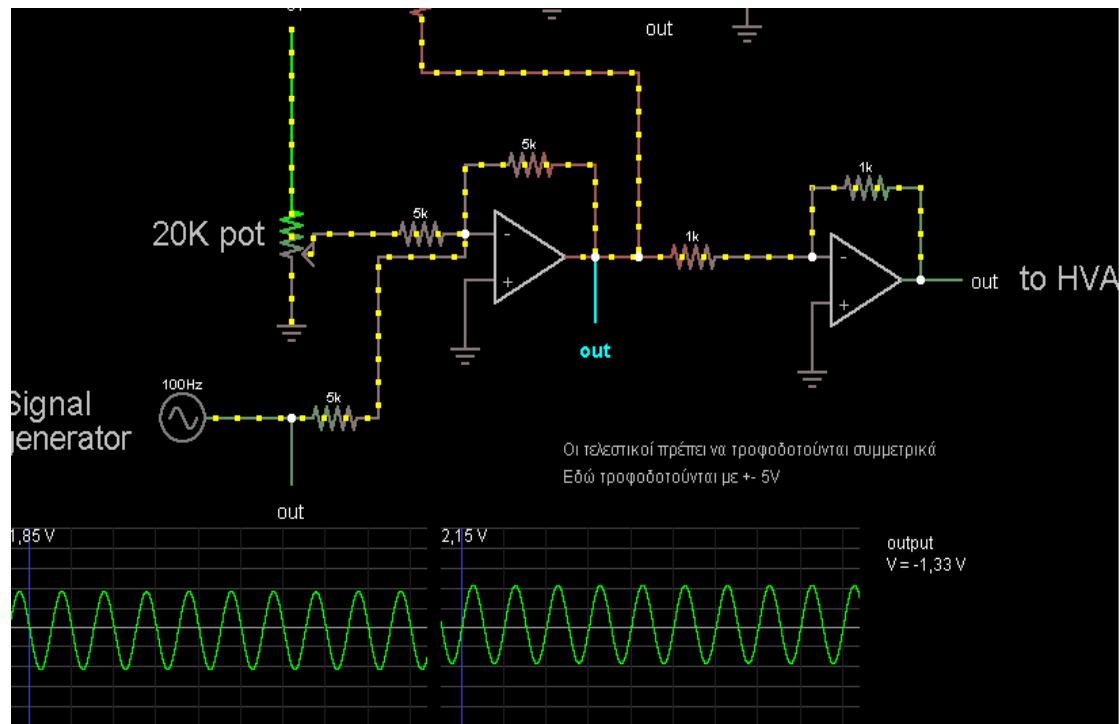 out
5k
1k
20K pot
5k
1k
-
+
-
+
out
to HVA
out
100Hz
5k
Signal
generator
Οι τελεστικοί πρέπει να τροφοδοτούνται συμμετρικά
Εδώ τροφοδοτούνται με +- 5V
out
1,85 V
2,15 V
output
V = -1,33 V